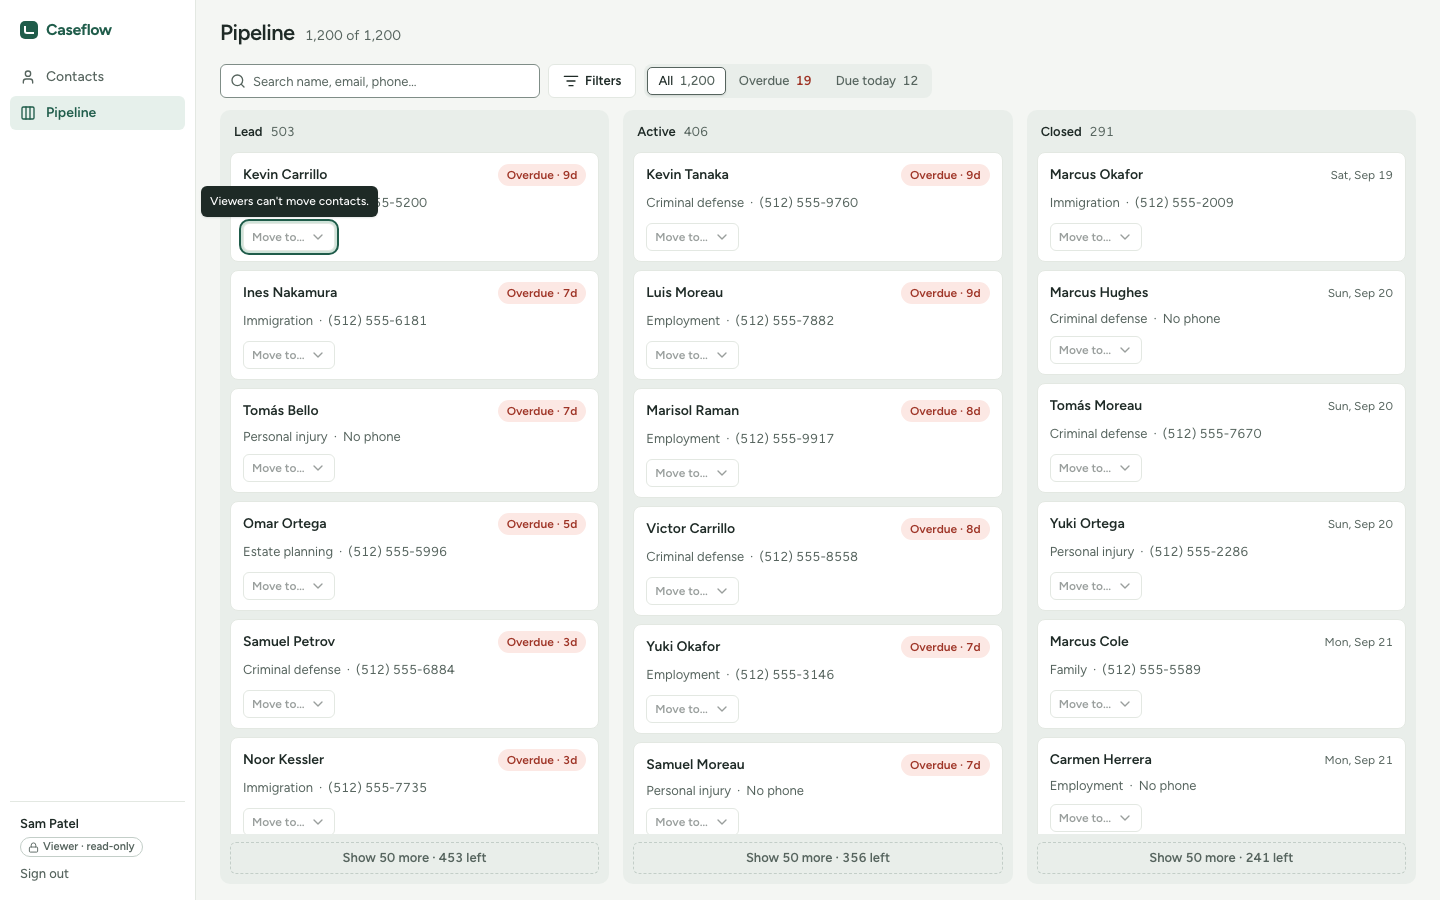 Caseflow
Contacts
Pipeline
Sam Patel
Viewer · read-only
Sign out
Pipeline 1,200 of 1,200
Search name, email, phone...
Filters
All 1,200
Overdue 19
Due today 12
Lead 503
Kevin Carrillo
Overdue · 9d
Viewers can't move contacts.
55-5200
Move to...
Ines Nakamura
Overdue · 7d
Immigration · (512) 555-6181
Move to...
Tomás Bello
Overdue · 7d
Personal injury · No phone
Move to...
Omar Ortega
Overdue · 5d
Estate planning · (512) 555-5996
Move to...
Samuel Petrov
Overdue · 3d
Criminal defense · (512) 555-6884
Move to...
Noor Kessler
Overdue · 3d
Immigration · (512) 555-7735
Move to...
Show 50 more · 453 left
Active 406
Kevin Tanaka
Overdue · 9d
Criminal defense · (512) 555-9760
Move to...
Luis Moreau
Overdue · 9d
Employment · (512) 555-7882
Move to...
Marisol Raman
Overdue · 8d
Employment · (512) 555-9917
Move to...
Victor Carrillo
Overdue · 8d
Criminal defense · (512) 555-8558
Move to...
Yuki Okafor
Overdue · 7d
Employment · (512) 555-3146
Move to...
Samuel Moreau
Overdue · 7d
Personal injury · No phone
Move to...
Show 50 more · 356 left
Closed 291
Marcus Okafor
Sat, Sep 19
Immigration · (512) 555-2009
Move to...
Marcus Hughes
Sun, Sep 20
Criminal defense · No phone
Move to...
Tomás Moreau
Sun, Sep 20
Criminal defense · (512) 555-7670
Move to...
Yuki Ortega
Sun, Sep 20
Personal injury · (512) 555-2286
Move to...
Marcus Cole
Mon, Sep 21
Family · (512) 555-5589
Move to...
Carmen Herrera
Mon, Sep 21
Employment · No phone
Move to...
Show 50 more · 241 left